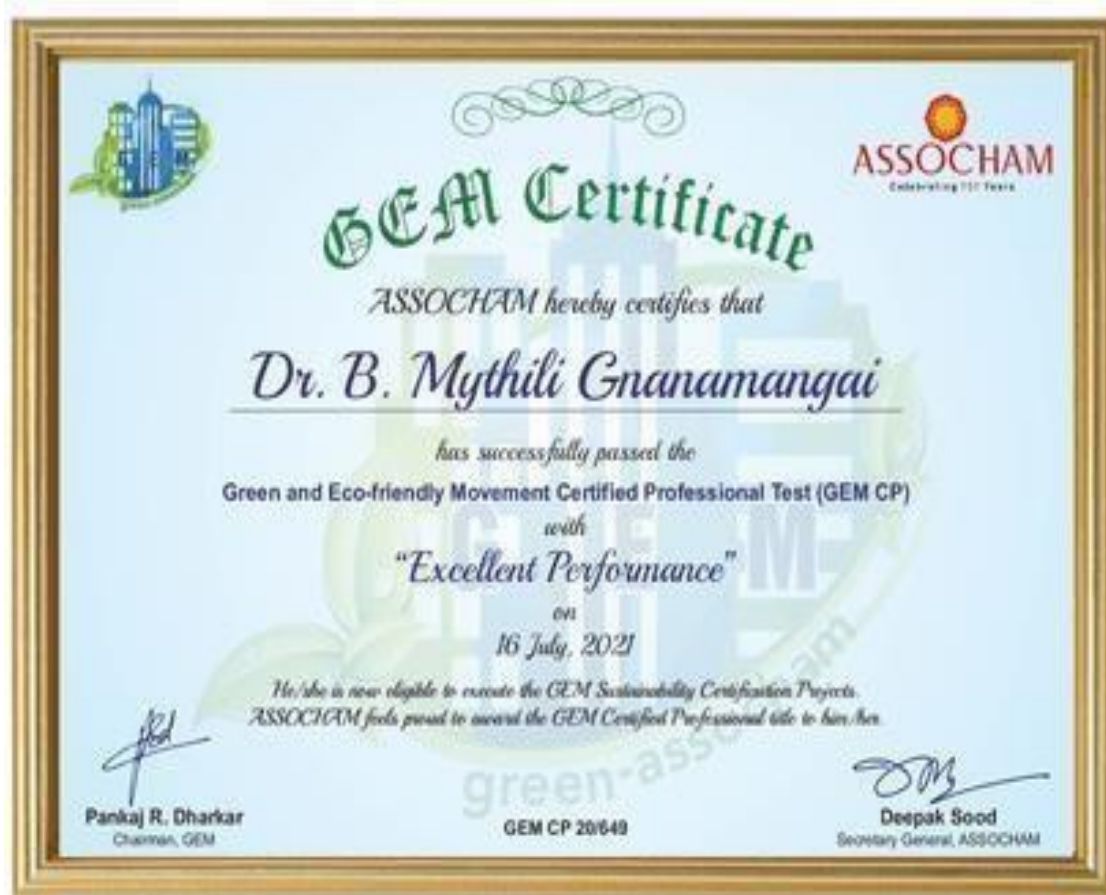 ASSOCHAM
GEM Certificate
ASSOCHAM hereby certifies that
Dr. B. Mythili Gnanamangai
has successfully passed the
Green and Eco-friendly Movement Certified Professional Test (GEM CP)
with
"Excellent Performance"
on
16 July, 2021
He/she is now eligible to execute the GEM Sustainability Certification Projects.
ASSOCHAM feels proud to award the GEM Certified Professional title to him/her.
GEM
green-assocham
Pankaj R. Dharkar
Chairman, GEM
GEM CP 20/649
Deepak Sood
Secretary General, ASSOCHAM